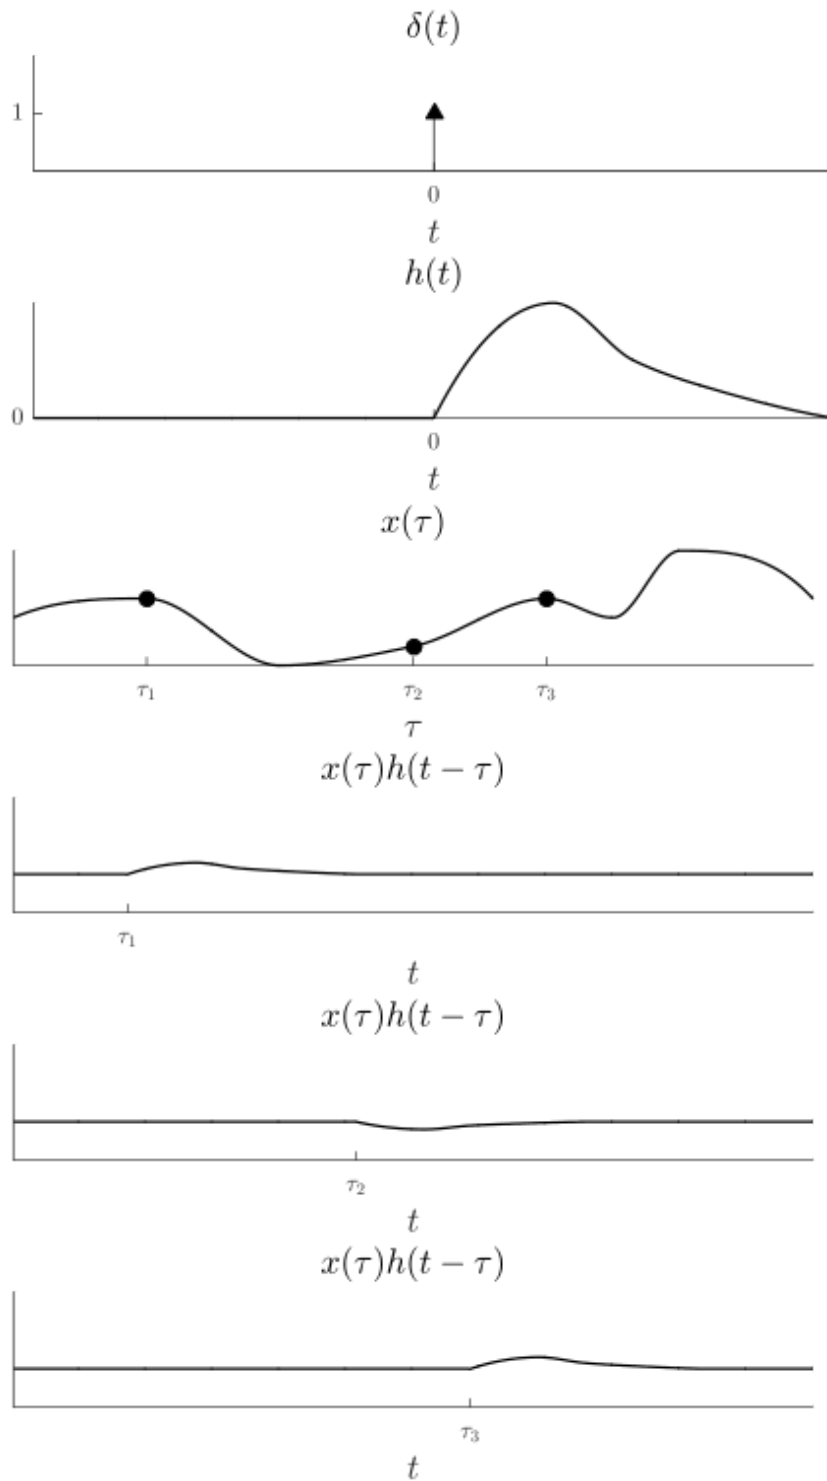 δ(t)
1
0
t
h(t)
0
0
t
x(τ)
τ₁ τ₂ τ₃
τ
x(τ)h(t − τ)
τ₁
t
x(τ)h(t − τ)
τ₂
t
x(τ)h(t − τ)
τ₃
t